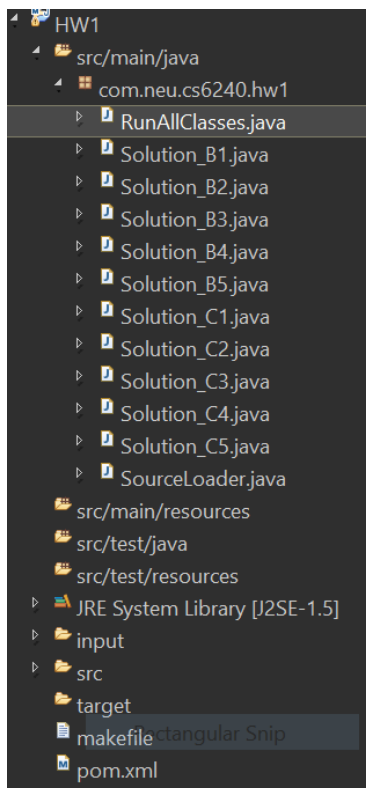 HW1
src/main/java
com.neu.cs6240.hw1
RunAllClasses.java
Solution_B1.java
Solution_B2.java
Solution_B3.java
Solution_B4.java
Solution_B5.java
Solution_C1.java
Solution_C2.java
Solution_C3.java
Solution_C4.java
Solution_C5.java
SourceLoader.java
src/main/resources
src/test/java
src/test/resources
JRE System Library [J2SE-1.5]
input
src
target
makefile Rectangular Snip
pom.xml